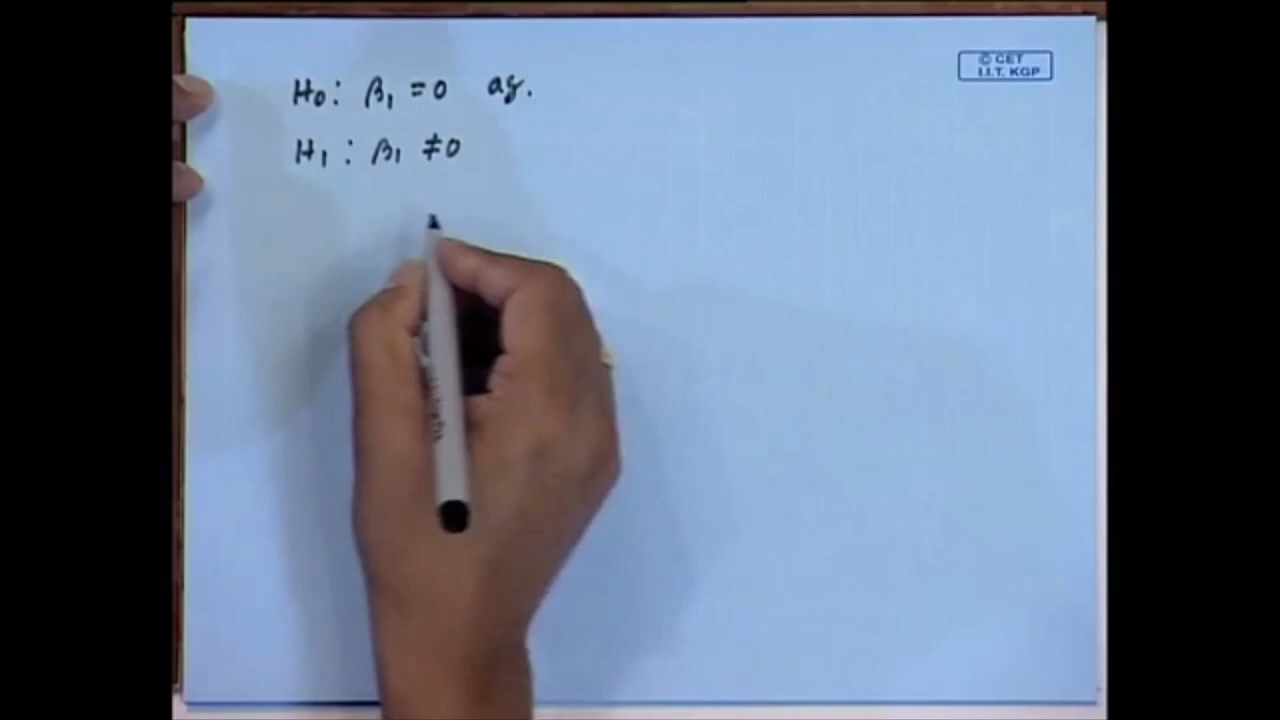 H₀: β₁ = 0 ag.
H₁: β₁ ≠ 0
© CET
I.I.T. KGP